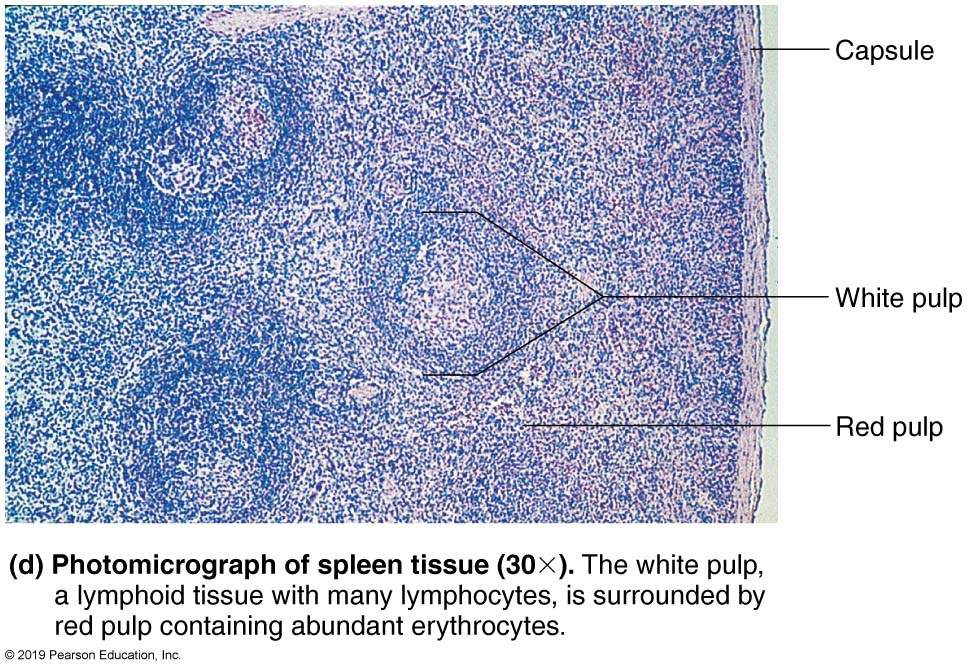 Capsule
White pulp
Red pulp
(d) Photomicrograph of spleen tissue (30×). The white pulp,
a lymphoid tissue with many lymphocytes, is surrounded by
red pulp containing abundant erythrocytes.
© 2019 Pearson Education, Inc.